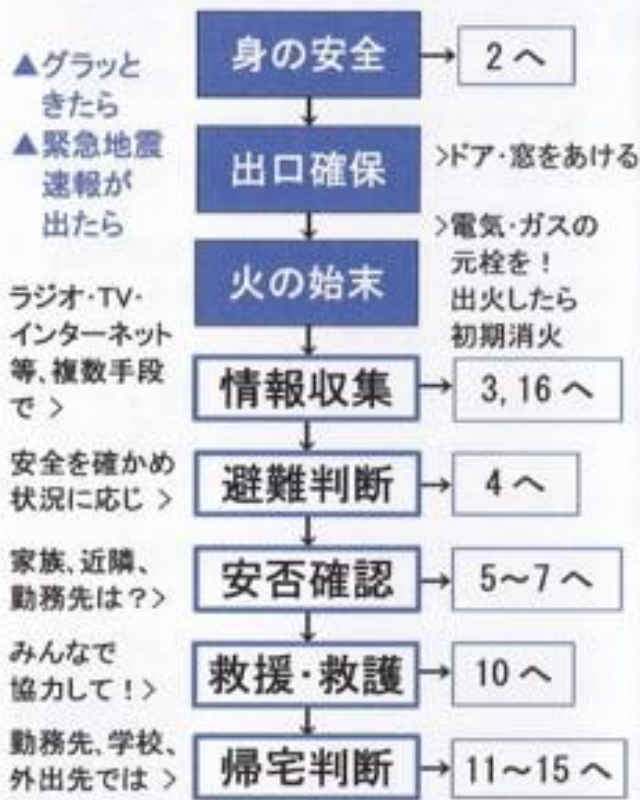 ▲グラッと
きたら
▲緊急地震
速報が
出たら
身の安全
2へ
出口確保
>ドア・窓をあける
火の始末
>電気・ガスの
元栓を！
出火したら
初期消火
ラジオ・TV・
インターネット
等、複数手段
で >
情報収集
3, 16へ
安全を確かめ
状況に応じ >
避難判断
4へ
家族、近隣、
勤務先は？>
安否確認
5～7へ
みんなで
協力して！>
救援・救護
10へ
勤務先、学校、
外出先では >
帰宅判断
11～15へ